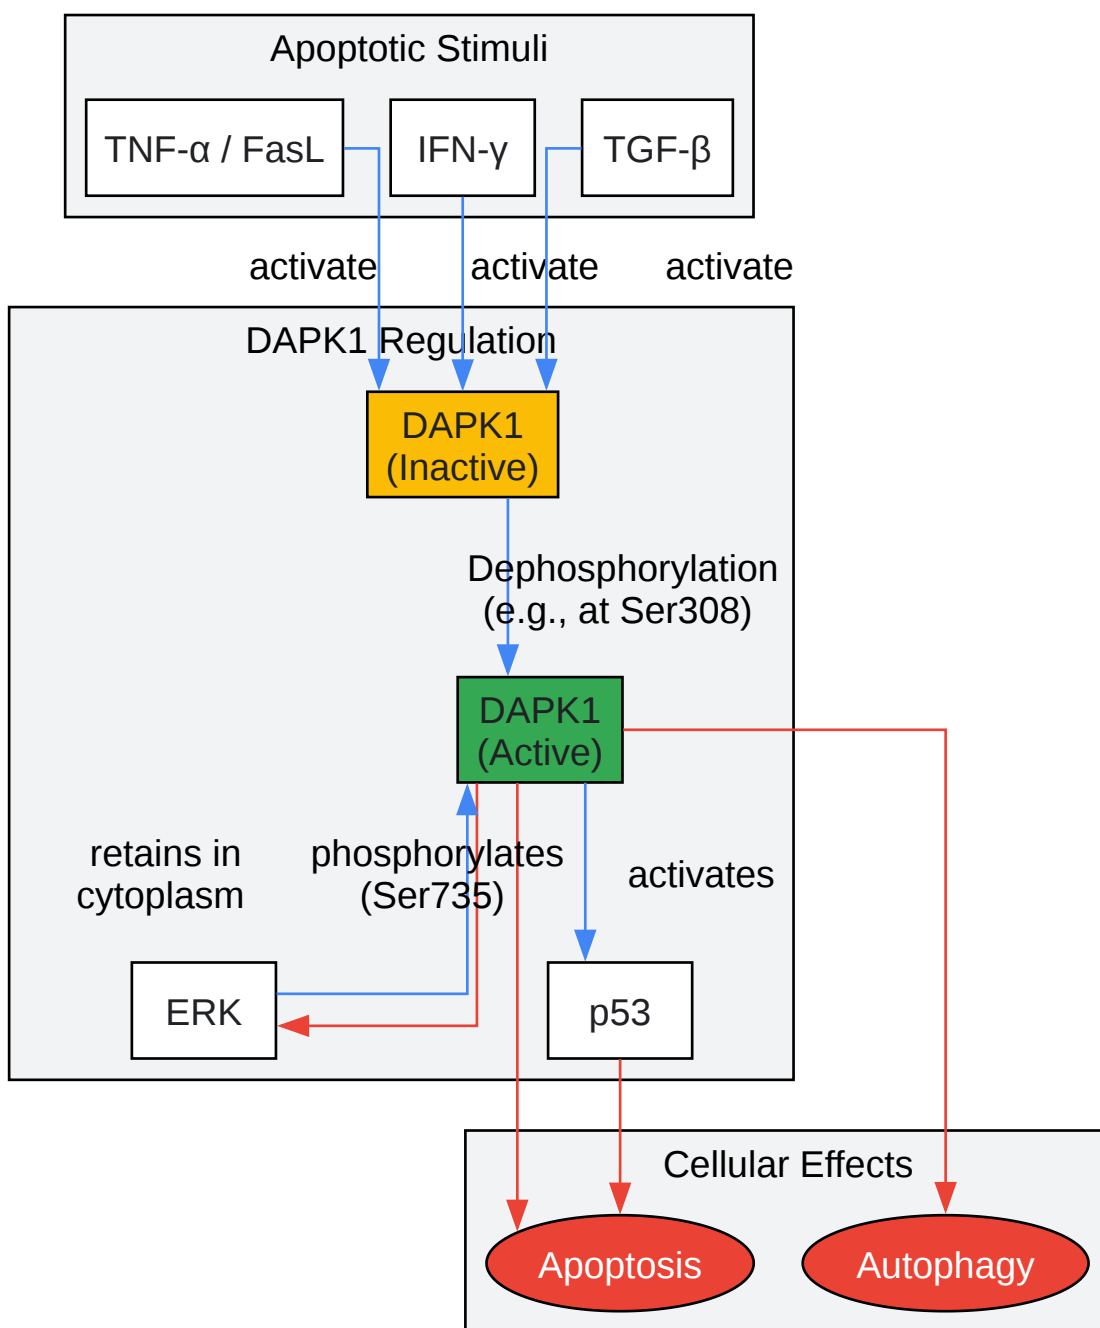 Apoptotic Stimuli
TNF-α / FasL
IFN-γ
TGF-β
activate
activate
activate
DAPK1 Regulation
DAPK1
(Inactive)
Dephosphorylation
(e.g., at Ser308)
DAPK1
(Active)
retains in
cytoplasm
phosphorylates
(Ser735)
activates
ERK
p53
Cellular Effects
Apoptosis
Autophagy